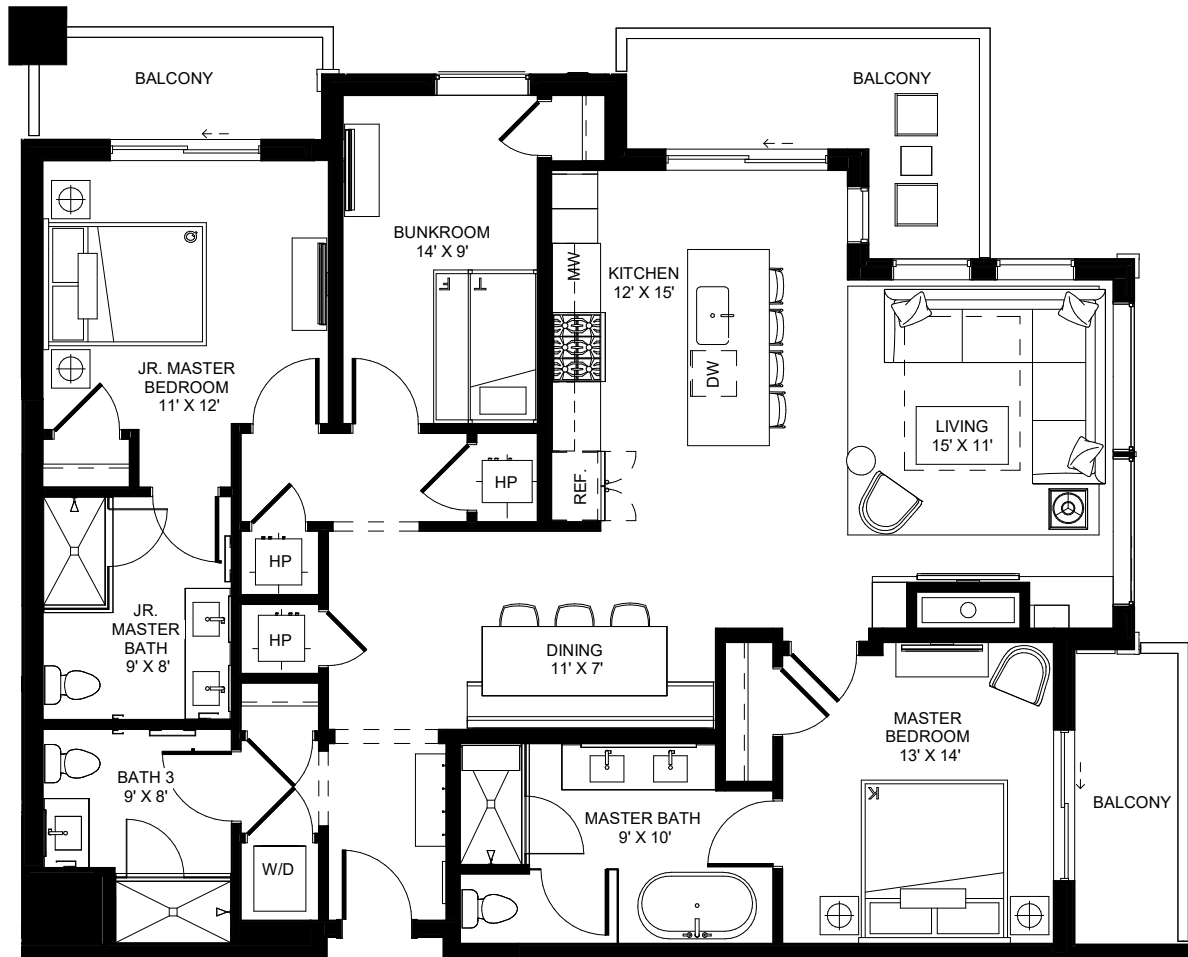 BALCONY
BALCONY
BUNKROOM
14' X 9'
Q
MW
KITCHEN
12' X 15'
F
T
DW
JR. MASTER
BEDROOM
11' X 12'
LIVING
15' X 11'
HP
REF.
HP
JR.
MASTER
BATH
9' X 8'
HP
DINING
11' X 7'
MASTER
BEDROOM
13' X 14'
BATH 3
9' X 8'
K
BALCONY
MASTER BATH
9' X 10'
W/D